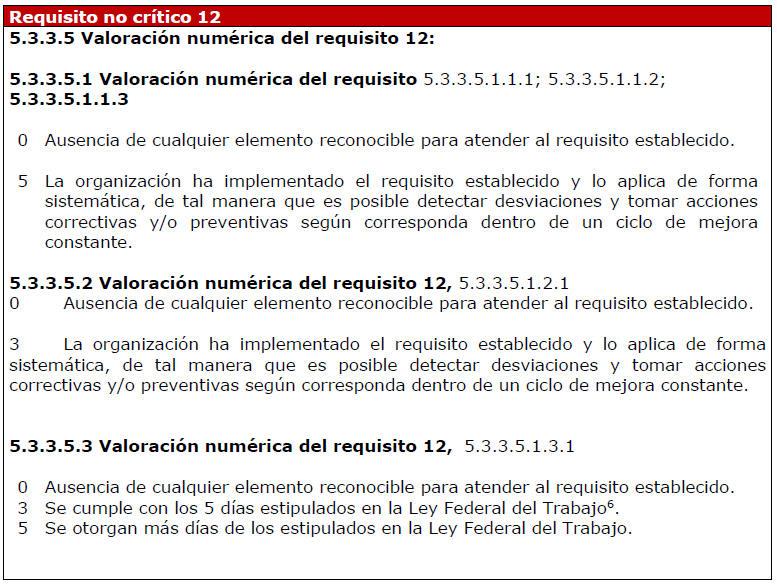 Requisito no crítico 12
5.3.3.5 Valoración numérica del requisito 12:
5.3.3.5.1 Valoración numérica del requisito 5.3.3.5.1.1.1; 5.3.3.5.1.1.2;
5.3.3.5.1.1.3
0 Ausencia de cualquier elemento reconocible para atender al requisito establecido.
5 La organización ha implementado el requisito establecido y lo aplica de forma
sistemática, de tal manera que es posible detectar desviaciones y tomar acciones
correctivas y/o preventivas según corresponda dentro de un ciclo de mejora
constante.
5.3.3.5.2 Valoración numérica del requisito 12, 5.3.3.5.1.2.1
0 Ausencia de cualquier elemento reconocible para atender al requisito establecido.
3 La organización ha implementado el requisito establecido y lo aplica de forma
sistemática, de tal manera que es posible detectar desviaciones y tomar acciones
correctivas y/o preventivas según corresponda dentro de un ciclo de mejora constante.
5.3.3.5.3 Valoración numérica del requisito 12, 5.3.3.5.1.3.1
0 Ausencia de cualquier elemento reconocible para atender al requisito establecido.
3 Se cumple con los 5 días estipulados en la Ley Federal del Trabajo⁶.
5 Se otorgan más días de los estipulados en la Ley Federal del Trabajo.